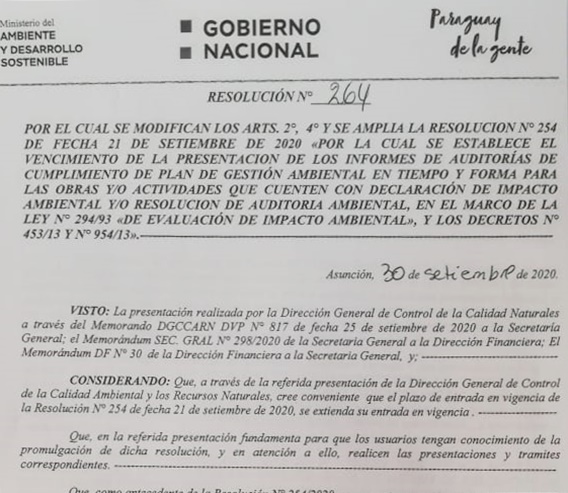 Ministerio del
AMBIENTE
Y DESARROLLO
SOSTENIBLE
GOBIERNO
NACIONAL
Paraguay
de la gente
RESOLUCIÓN N° 264
POR EL CUAL SE MODIFICAN LOS ARTS. 2°, 4° Y SE AMPLIA LA RESOLUCION N° 254
DE FECHA 21 DE SETIEMBRE DE 2020 «POR LA CUAL SE ESTABLECE EL
VENCIMIENTO DE LA PRESENTACIÓN DE LOS INFORMES DE AUDITORÍAS DE
CUMPLIMIENTO DE PLAN DE GESTIÓN AMBIENTAL EN TIEMPO Y FORMA PARA
LAS OBRAS Y/O ACTIVIDADES QUE CUENTEN CON DECLARACIÓN DE IMPACTO
AMBIENTAL Y/O RESOLUCION DE AUDITORIA AMBIENTAL, EN EL MARCO DE LA
LEY N° 294/93 «DE EVALUACIÓN DE IMPACTO AMBIENTAL», Y LOS DECRETOS N°
453/13 Y N° 954/13».
Asunción, 30 de setiembre de 2020.
VISTO: La presentación realizada por la Dirección General de Control de la Calidad Naturales
a través del Memorando DGCCARN DVP N° 817 de fecha 25 de setiembre de 2020 a la Secretaría
General; el Memorándum SEC. GRAL N° 298/2020 de la Secretaria General a la Dirección Financiera; El
Memorándum DF N° 30 de la Dirección Financiera a la Secretaria General, y;
CONSIDERANDO: Que, a través de la referida presentación de la Dirección General de Control
de la Calidad Ambiental y los Recursos Naturales, cree conveniente que el plazo de entrada en vigencia de
la Resolución N° 254 de fecha 21 de setiembre de 2020, se extienda su entrada en vigencia .
Que, en la referida presentación fundamenta para que los usuarios tengan conocimiento de la
promulgación de dicha resolución, y en atención a ello, realicen las presentaciones y tramites
correspondientes.